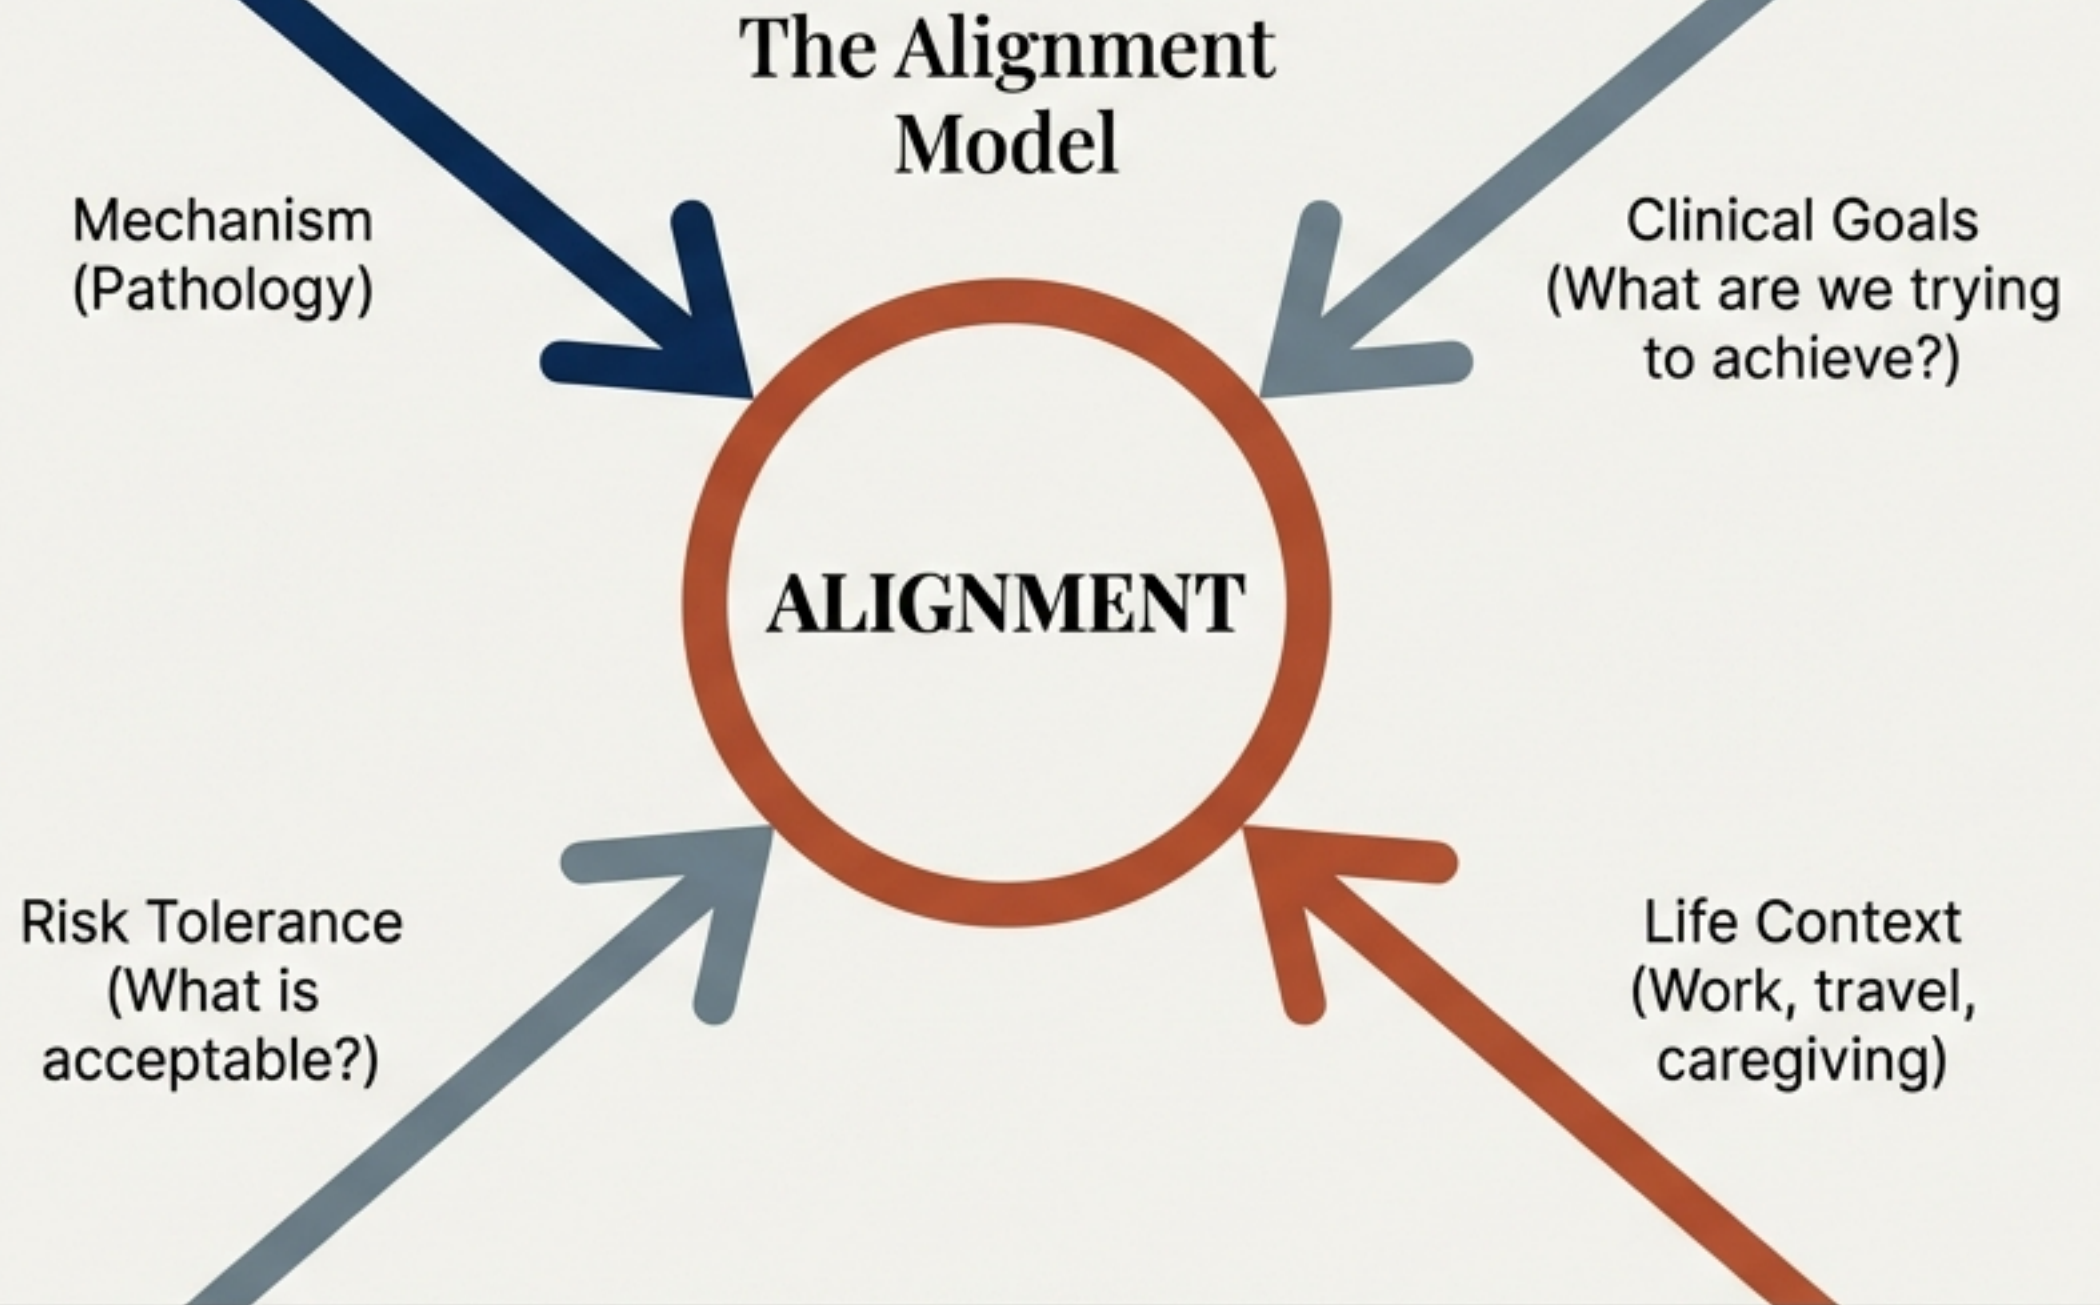 The Alignment
Model
Mechanism
(Pathology)
Clinical Goals
(What are we trying
to achieve?)
ALIGNMENT
Risk Tolerance
(What is
acceptable?)
Life Context
(Work, travel,
caregiving)